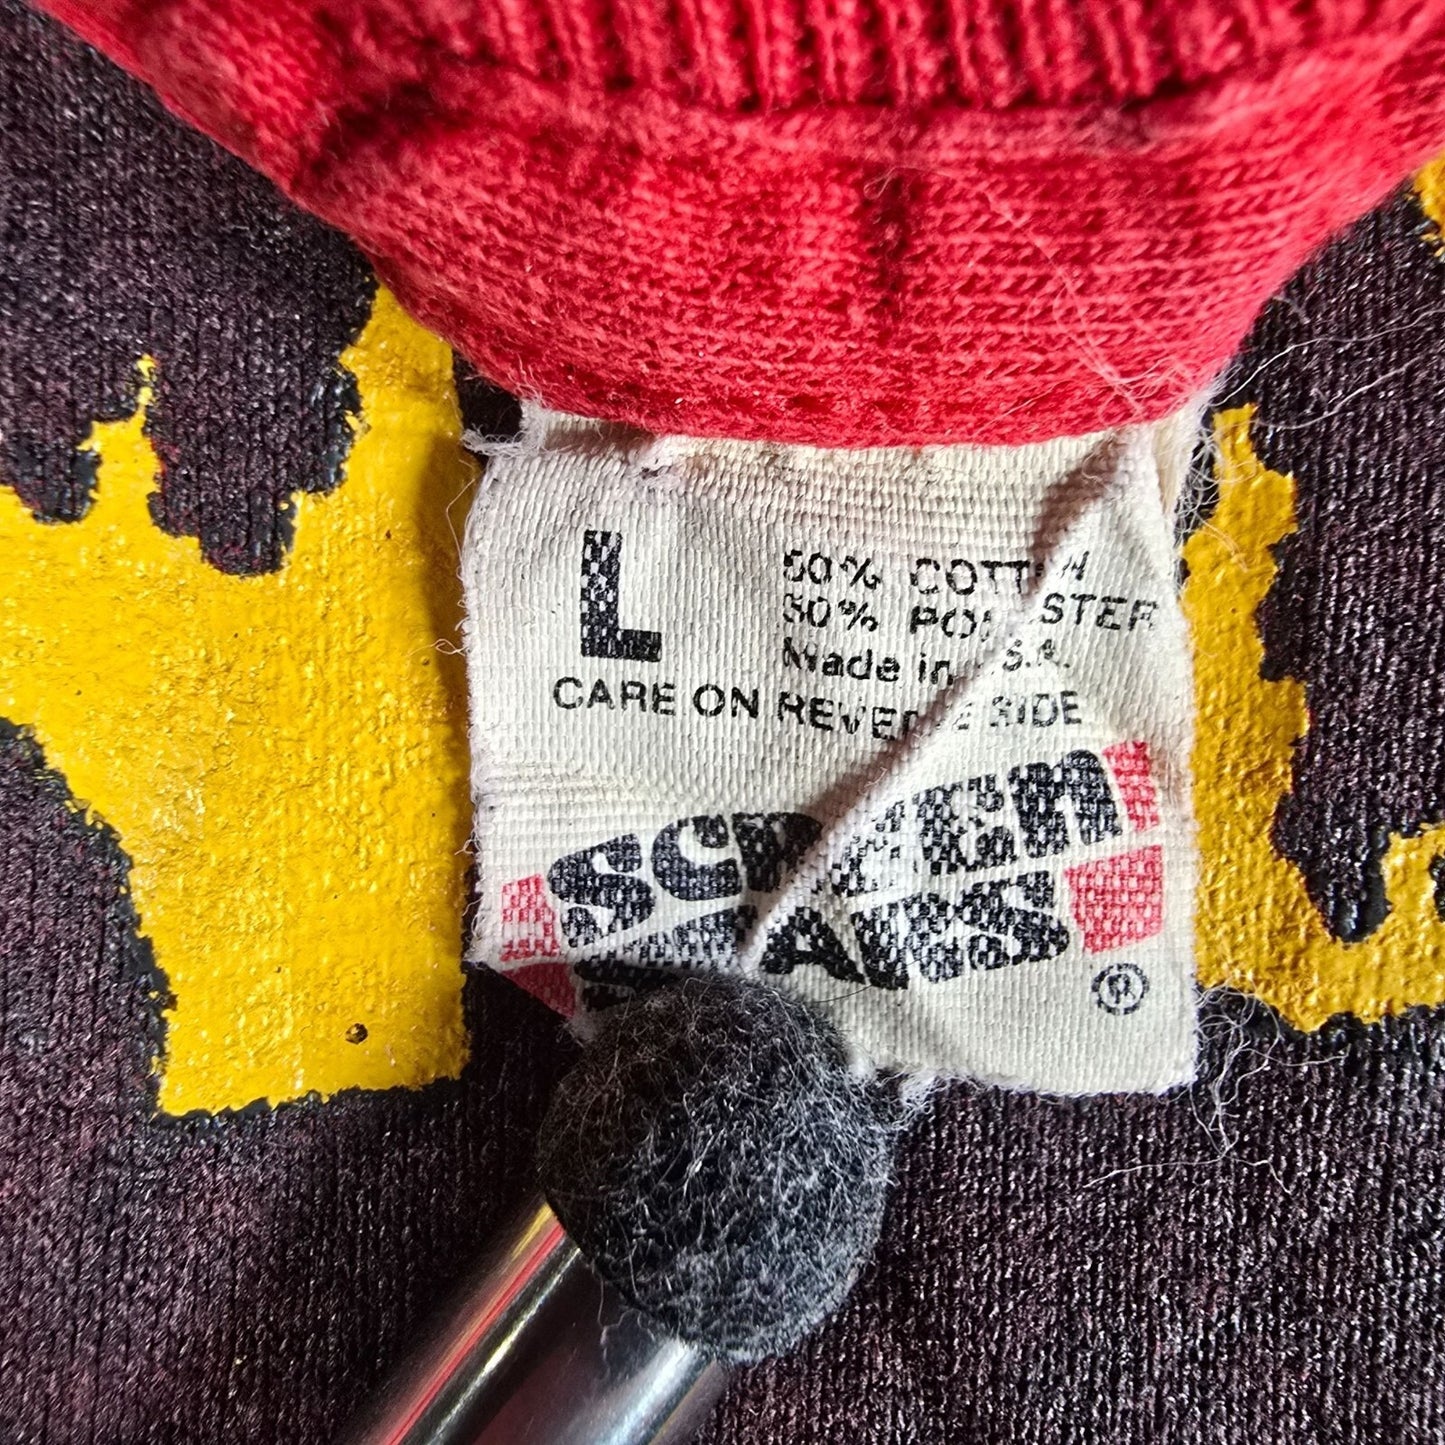 L
50% COTTON
50% POLYESTER
Made in U.S.A.
CARE ON REVERSE SIDE
SCREEN
STARS
®